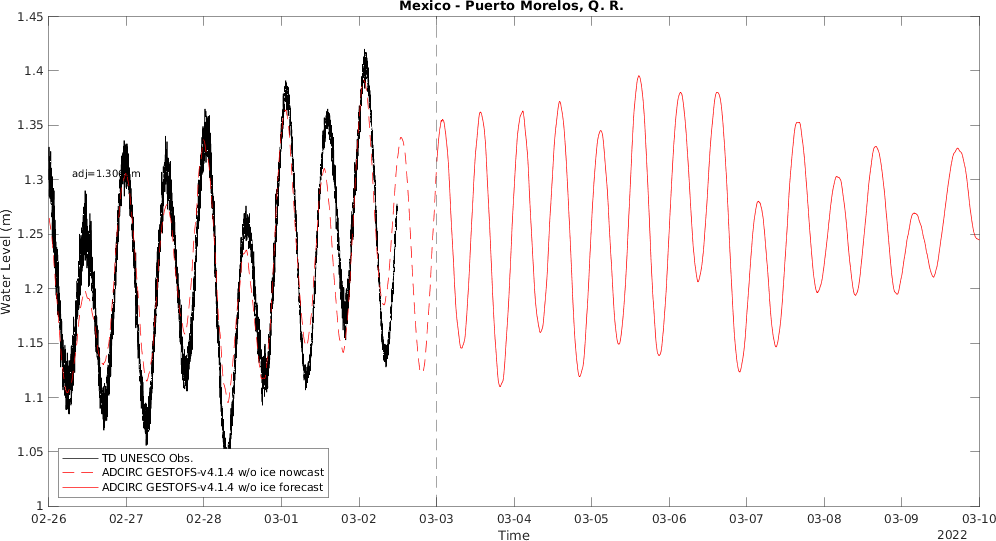 Mexico - Puerto Morelos, Q. R.
Water Level (m)
1.45
1.4
1.35
1.3
1.25
1.2
1.15
1.1
1.05
1
TD UNESCO Obs.
ADCIRC GESTOFS-v4.1.4 w/o ice nowcast
ADCIRC GESTOFS-v4.1.4 w/o ice forecast
02-26 02-27 02-28 03-01 03-02 03-03 03-04 03-05 03-06 03-07 03-08 03-09 03-10
Time
2022